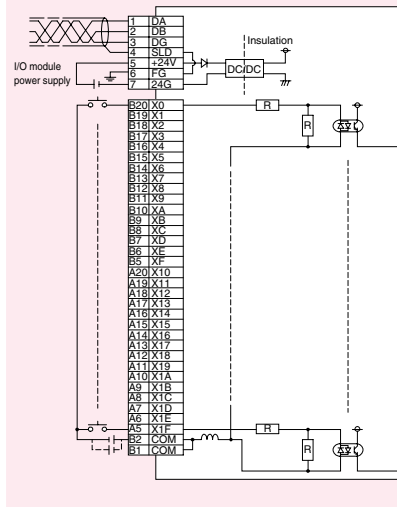 1 DA
2 DB
3 DG
4 SLD
Insulation
I/O module
power supply
5 +24V
6 FG
7 24G
DC/DC
B20 X0
R
B19 X1
B18 X2
R
B17 X3
B16 X4
B15 X5
B14 X6
B13 X7
B12 X8
B11 X9
B10 XA
B9 XB
B8 XC
B7 XD
B6 XE
B5 XF
A20 X10
A19 X11
A18 X12
A17 X13
A16 X14
A15 X15
A14 X16
A13 X17
A12 X18
A11 X19
A10 X1A
A9 X1B
A8 X1C
A7 X1D
A6 X1E
A5 X1F
R
B2 COM
R
B1 COM